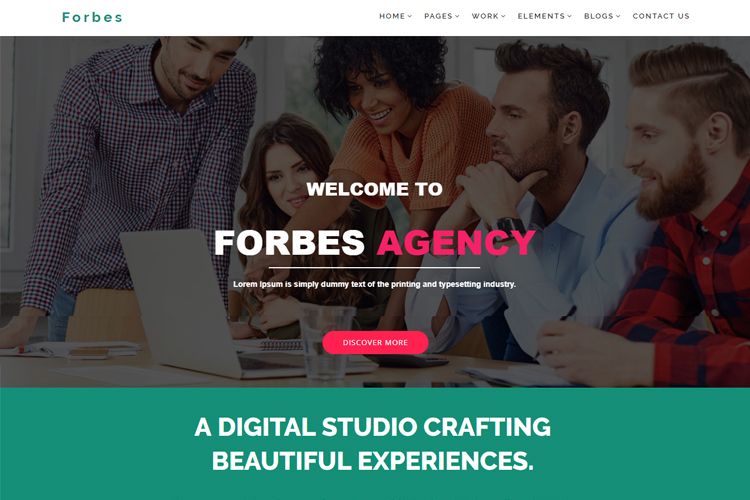 Forbes
HOME PAGES WORK ELEMENTS BLOGS CONTACT US
WELCOME TO
FORBES AGENCY
Lorem Ipsum is simply dummy text of the printing and typesetting industry.
DISCOVER MORE
A DIGITAL STUDIO CRAFTING
BEAUTIFUL EXPERIENCES.